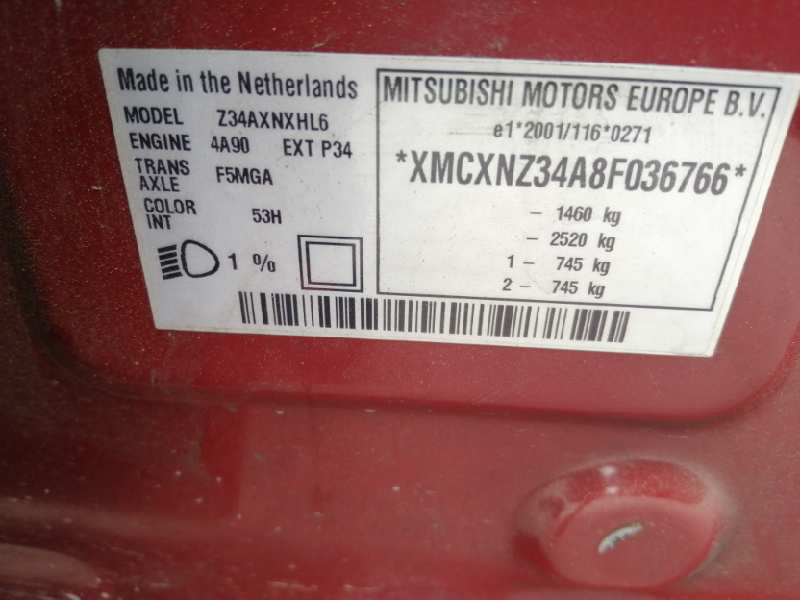 Made in the Netherlands
MODEL Z34AXNXHL6
ENGINE 4A90 EXT P34
TRANS
AXLE F5MGA
COLOR
INT 53H
1 %
MITSUBISHI MOTORS EUROPE B.V.
e1*2001/116*0271
*XMCXNZ34A8F036766*
- 1460 kg
- 2520 kg
1 - 745 kg
2 - 745 kg